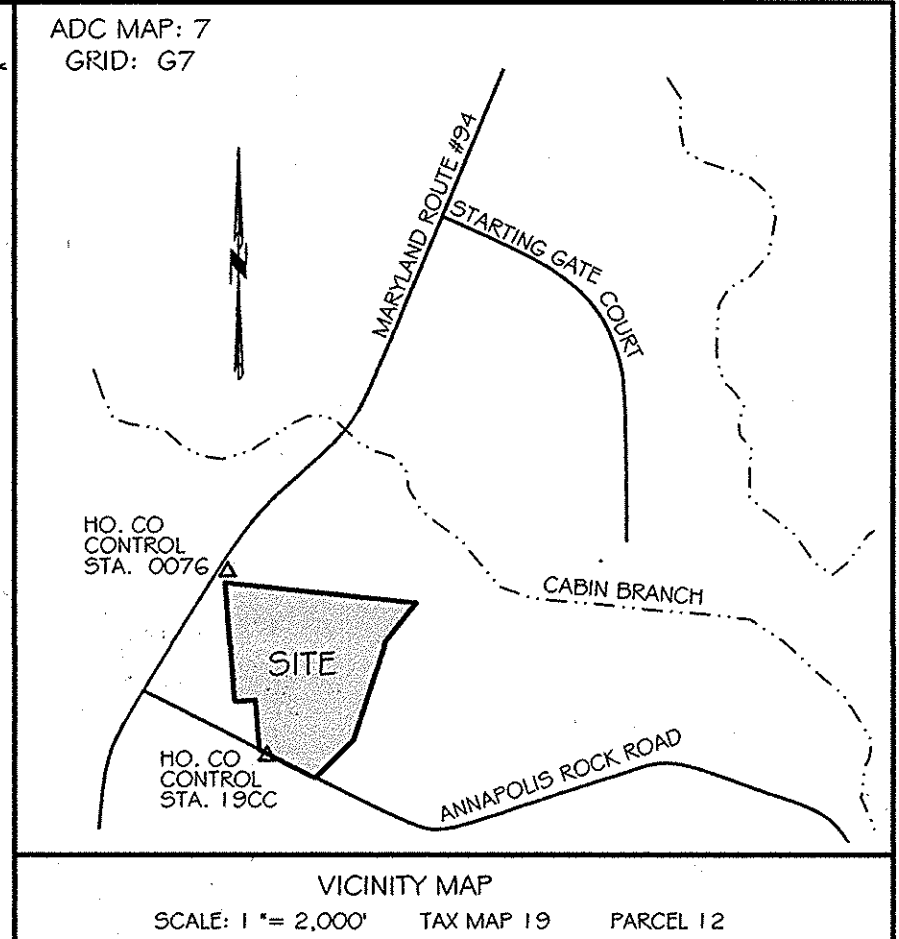 ADC MAP: 7
GRID: G7
MARYLAND ROUTE #94
STARTING GATE COURT
N
HO. CO
CONTROL
STA. 0076
CABIN BRANCH
SITE
HO. CO
CONTROL
STA. 19CC
ANNAPOLIS ROCK ROAD
VICINITY MAP
SCALE: 1 "= 2,000' TAX MAP 19 PARCEL 12